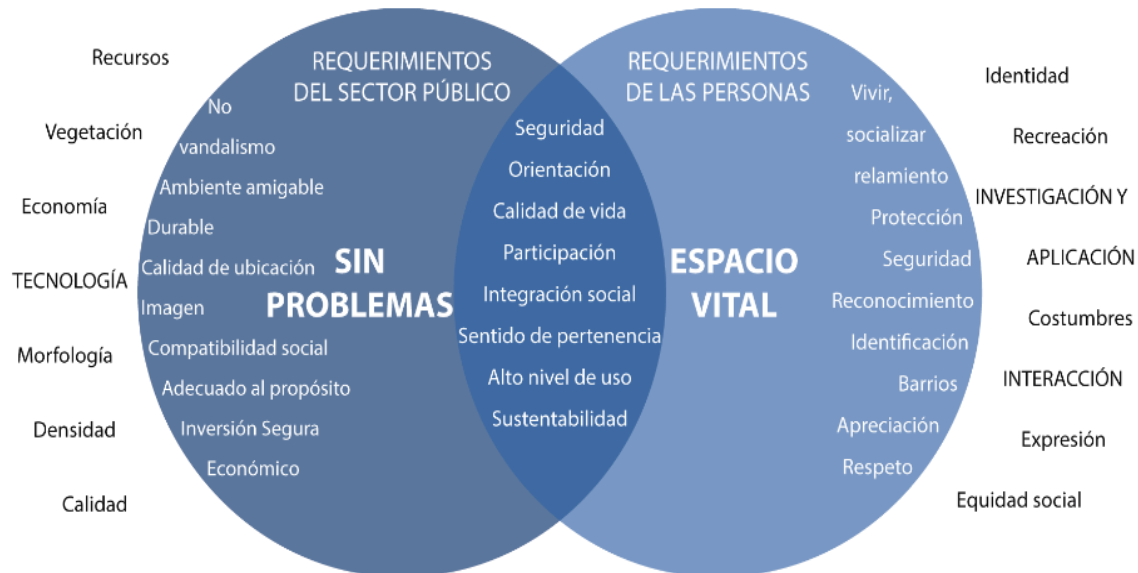 Recursos
Vegetación
Economía
TECNOLOGÍA
Morfología
Densidad
Calidad
REQUERIMIENTOS
DEL SECTOR PÚBLICO
No
vandalismo
Ambiente amigable
Durable
Calidad de ubicación
Imagen
Compatibilidad social
Adecuado al propósito
Inversión Segura
Económico
SIN
PROBLEMAS
Seguridad
Orientación
Calidad de vida
Participación
Integración social
Sentido de pertenencia
Alto nivel de uso
Sustentabilidad
REQUERIMIENTOS
DE LAS PERSONAS
ESPACIO
VITAL
Vivir,
socializar
relamiento
Protección
Seguridad
Reconocimiento
Identificación
Barrios
Apreciación
Respeto
Identidad
Recreación
INVESTIGACIÓN Y
APLICACIÓN
Costumbres
INTERACCIÓN
Expresión
Equidad social